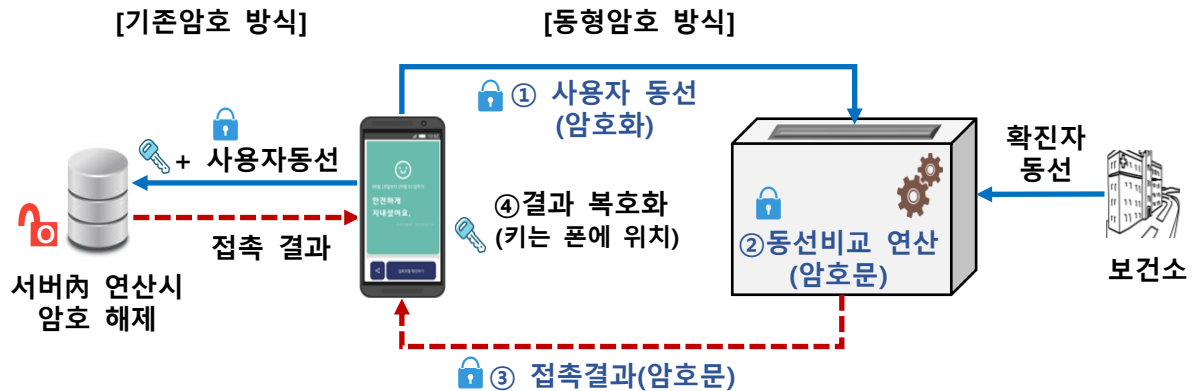 [기존암호 방식]
[동형암호 방식]
① 사용자 동선
(암호화)
+ 사용자동선
접촉 결과
서버內 연산시
암호 해제
안전하게
지내셨어요.
④결과 복호화
(키는 폰에 위치)
②동선비교 연산
(암호문)
확진자
동선
보건소
③ 접촉결과(암호문)